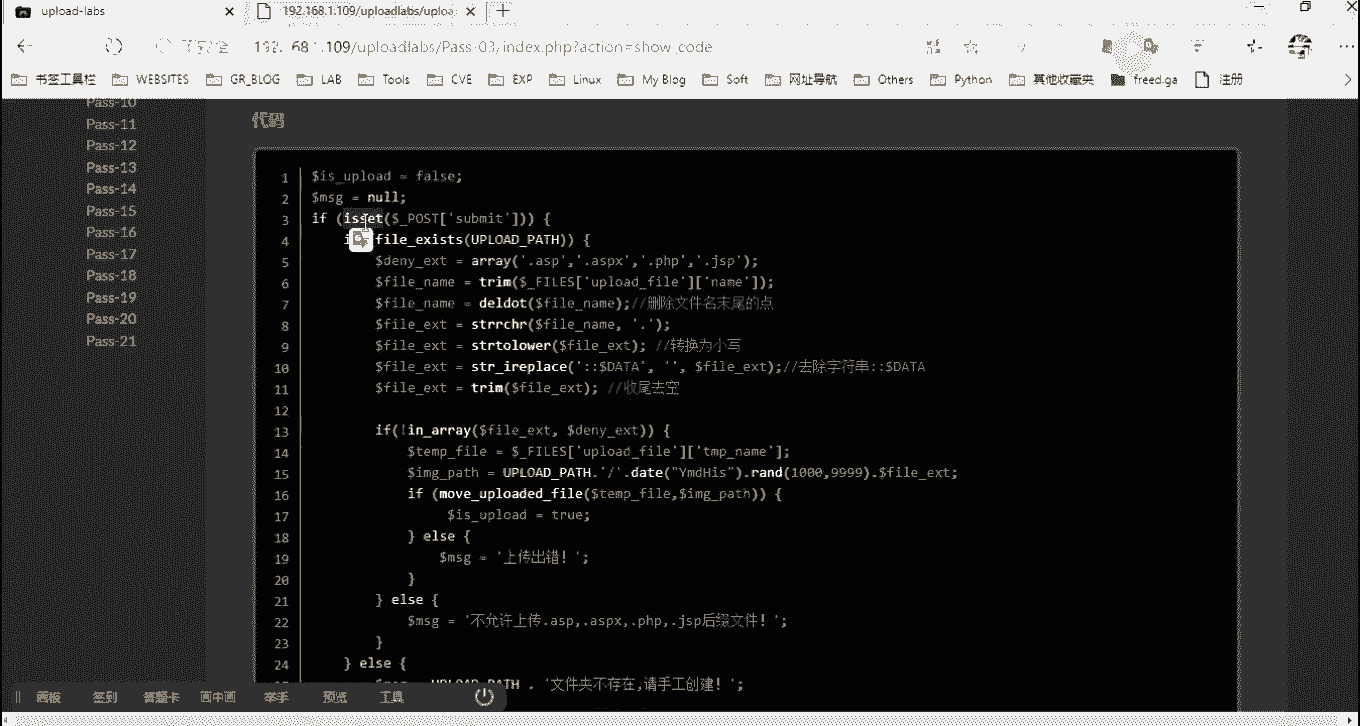 upload-labs
192.168.1.109/uploadlabs/uploa
192. 68.1.109/uploadlabs/Pass-03/index.php?action=show_code
书签工具栏 WEBSITES GR_BLOG LAB Tools CVE EXP Linux My Blog Soft 网址导航 Others Python 其他收藏夹 freed.ga 注册
Pass-10
Pass-11
Pass-12
Pass-13
Pass-14
Pass-15
Pass-16
Pass-17
Pass-18
Pass-19
Pass-20
Pass-21
代码
1 $is_upload = false;
2 $msg = null;
3 if (isset($_POST['submit'])) {
4 file_exists(UPLOAD_PATH)) {
5 $deny_ext = array('.asp','.aspx','.php','.jsp');
6 $file_name = trim($_FILES['upload_file']['name']);
7 $file_name = deldot($file_name);//删除文件名末尾的点
8 $file_ext = strrchr($file_name, '.');
9 $file_ext = strtolower($file_ext); //转换为小写
10 $file_ext = str_ireplace('::$DATA', '', $file_ext);//去除字符串::$DATA
11 $file_ext = trim($file_ext); //收尾去空
12
13 if(!in_array($file_ext, $deny_ext)) {
14 $temp_file = $_FILES['upload_file']['tmp_name'];
15 $img_path = UPLOAD_PATH.'/'.date("YmdHis").rand(1000,9999).$file_ext;
16 if (move_uploaded_file($temp_file,$img_path)) {
17 $is_upload = true;
18 } else {
19 $msg = '上传出错！';
20 }
21 } else {
22 $msg = '不允许上传.asp,.aspx,.php,.jsp后缀文件！';
23 }
24 } else {
UPLOAD_PATH . '文件夹不存在,请手工创建！';
画板 签到 答题卡 画中画 举手 预览 工具